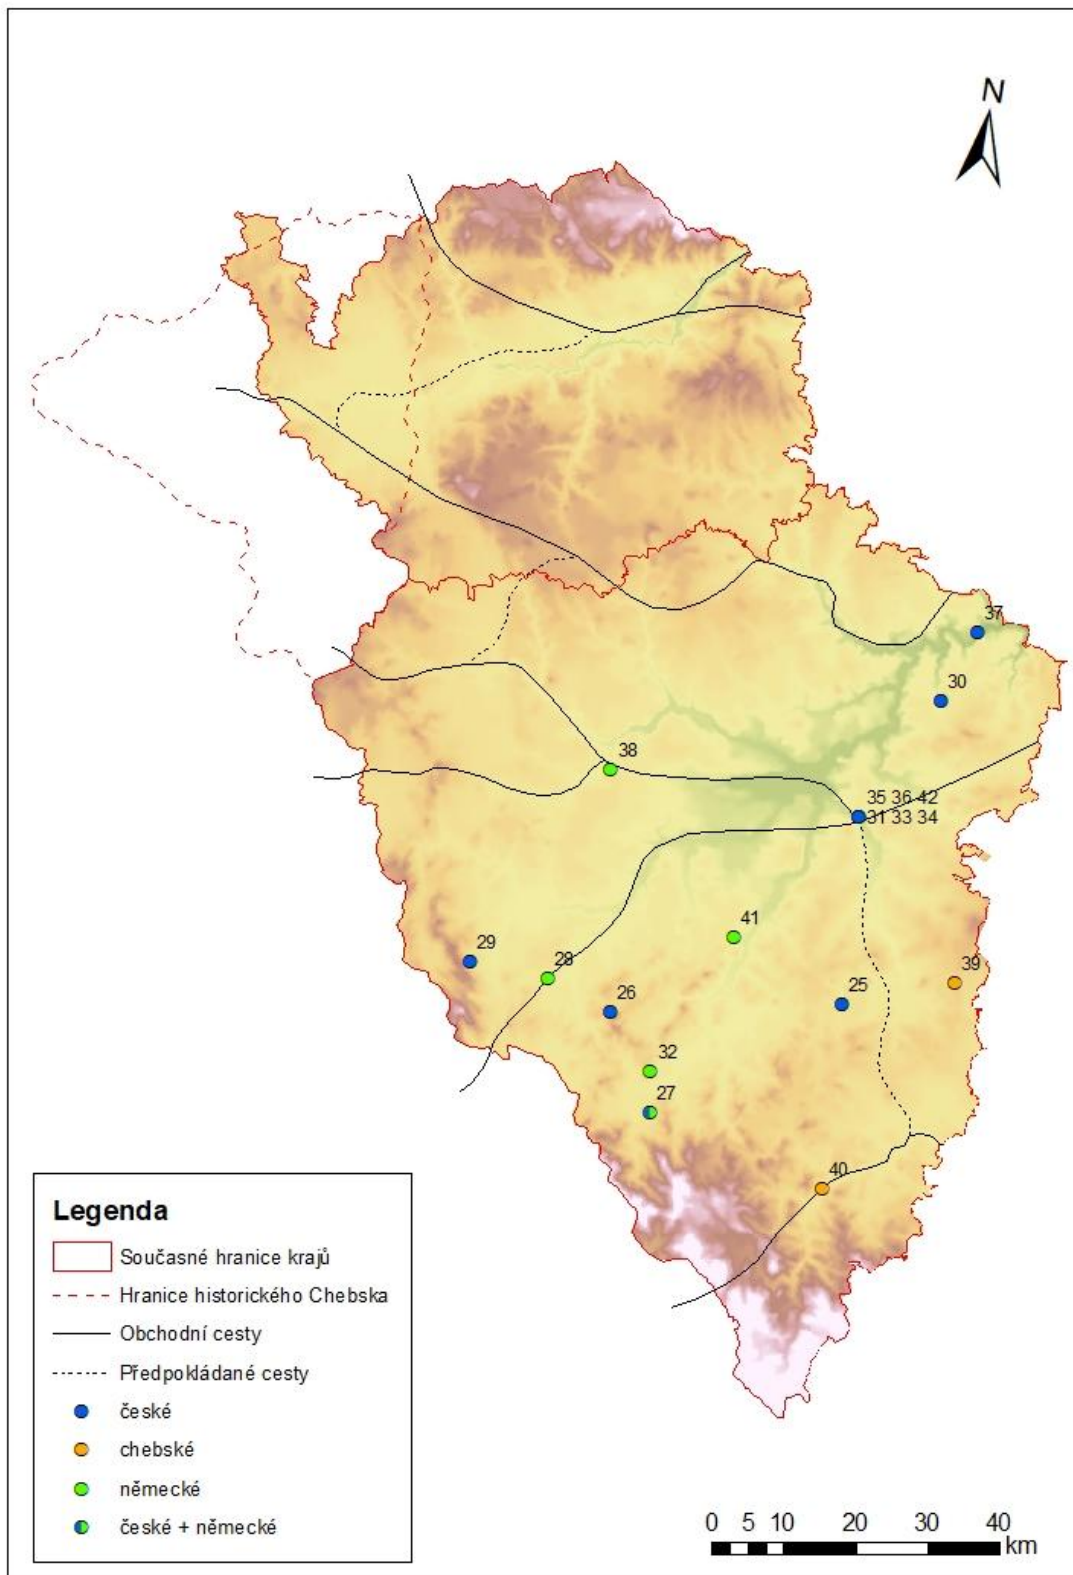 N
37
30
38
35 36 42
31 33 34
41
29
28
39
26
25
32
27
40
Legenda
Současné hranice krajů
Hranice historického Chebska
Obchodní cesty
Předpokládané cesty
české
chebské
německé
české + německé
0 5 10 20 30 40
km